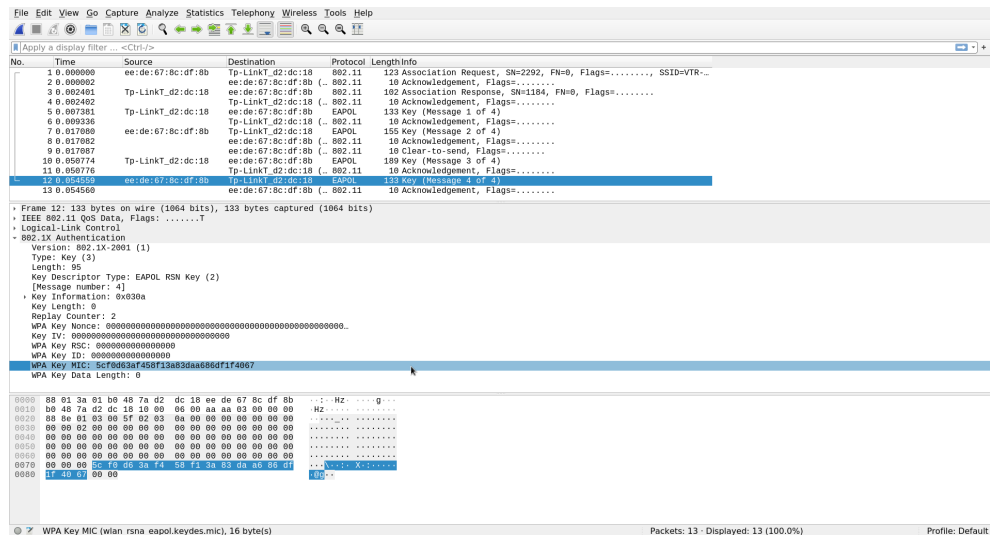 File Edit View Go Capture Analyze Statistics Telephony Wireless Tools Help
Apply a display filter ... <Ctrl-/>
No. Time Source Destination Protocol Length Info
1 0.000000 ee:de:67:8c:df:8b Tp-LinkT_d2:dc:18 802.11 123 Association Request, SN=2292, FN=0, Flags=........, SSID=VTR-…
2 0.000002 ee:de:67:8c:df:8b (… 802.11 10 Acknowledgement, Flags=........
3 0.002401 Tp-LinkT_d2:dc:18 ee:de:67:8c:df:8b 802.11 102 Association Response, SN=1184, FN=0, Flags=........
4 0.002402 Tp-LinkT_d2:dc:18 (… 802.11 10 Acknowledgement, Flags=........
5 0.007381 Tp-LinkT_d2:dc:18 ee:de:67:8c:df:8b EAPOL 133 Key (Message 1 of 4)
6 0.009336 Tp-LinkT_d2:dc:18 (… 802.11 10 Acknowledgement, Flags=........
7 0.017080 ee:de:67:8c:df:8b Tp-LinkT_d2:dc:18 EAPOL 155 Key (Message 2 of 4)
8 0.017082 ee:de:67:8c:df:8b (… 802.11 10 Acknowledgement, Flags=........
9 0.017087 ee:de:67:8c:df:8b (… 802.11 10 Clear-to-send, Flags=........
10 0.050774 Tp-LinkT_d2:dc:18 ee:de:67:8c:df:8b EAPOL 189 Key (Message 3 of 4)
11 0.050776 Tp-LinkT_d2:dc:18 (… 802.11 10 Acknowledgement, Flags=........
12 0.054559 ee:de:67:8c:df:8b Tp-LinkT_d2:dc:18 EAPOL 133 Key (Message 4 of 4)
13 0.054560 ee:de:67:8c:df:8b (… 802.11 10 Acknowledgement, Flags=........
Frame 12: 133 bytes on wire (1064 bits), 133 bytes captured (1064 bits)
IEEE 802.11 QoS Data, Flags: .......T
Logical-Link Control
802.1X Authentication
Version: 802.1X-2001 (1)
Type: Key (3)
Length: 95
Key Descriptor Type: EAPOL RSN Key (2)
[Message number: 4]
Key Information: 0x030a
Key Length: 0
Replay Counter: 2
WPA Key Nonce: 000000000000000000000000000000000000000000000000…
Key IV: 00000000000000000000000000000000
WPA Key RSC: 0000000000000000
WPA Key ID: 0000000000000000
WPA Key MIC: 5cf0d63af458f13a83daa686df1f4067
WPA Key Data Length: 0
0000 88 01 3a 01 b0 48 7a d2 dc 18 ee de 67 8c df 8b ··:··Hz· ····g···
0010 b0 48 7a d2 dc 18 10 00 06 00 aa aa 03 00 00 00 ·Hz····· ········
0020 88 8e 01 03 00 5f 02 03 0a 00 00 00 00 00 00 00 ·····_·· ········
0030 00 00 02 00 00 00 00 00 00 00 00 00 00 00 00 00 ········ ········
0040 00 00 00 00 00 00 00 00 00 00 00 00 00 00 00 00 ········ ········
0050 00 00 00 00 00 00 00 00 00 00 00 00 00 00 00 00 ········ ········
0060 00 00 00 00 00 00 00 00 00 00 00 00 00 00 00 00 ········ ········
0070 00 00 00 5c f0 d6 3a f4 58 f1 3a 83 da a6 86 df ···\··:· X·:·····
0080 1f 40 67 00 00 ·@g··
WPA Key MIC (wlan_rsna_eapol.keydes.mic), 16 byte(s) Packets: 13 · Displayed: 13 (100.0%) Profile: Default